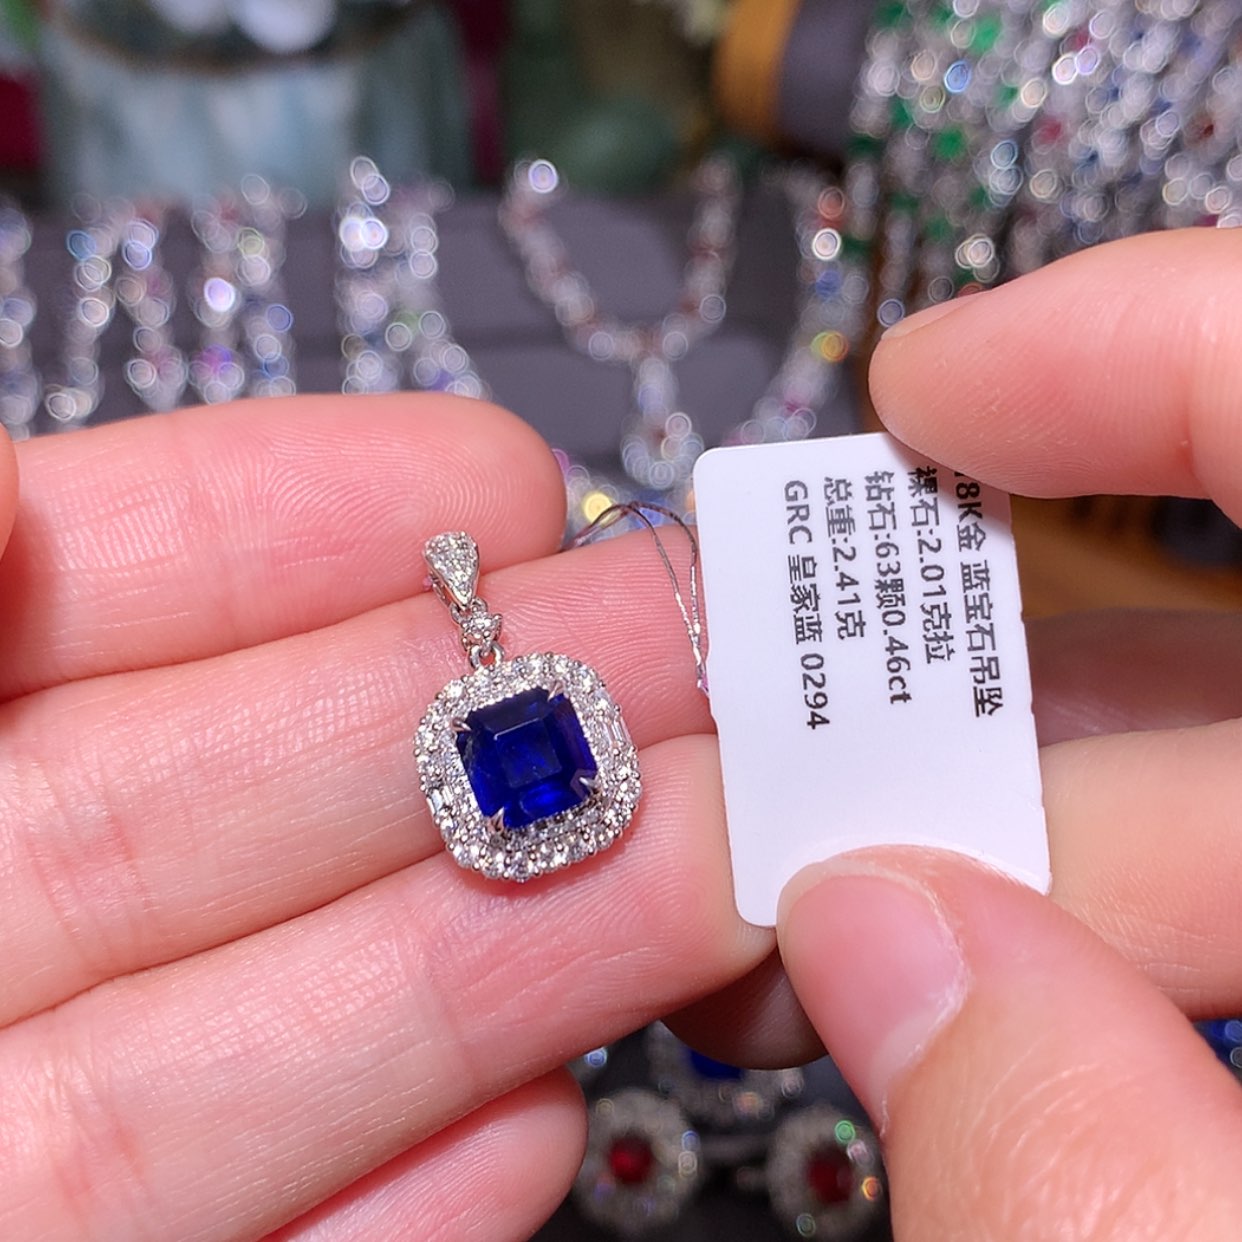 18K金 蓝宝石吊坠
裸石:2.01克拉
钻石:63颗0.46ct
总重:2.41克
GRC 皇家蓝 0294